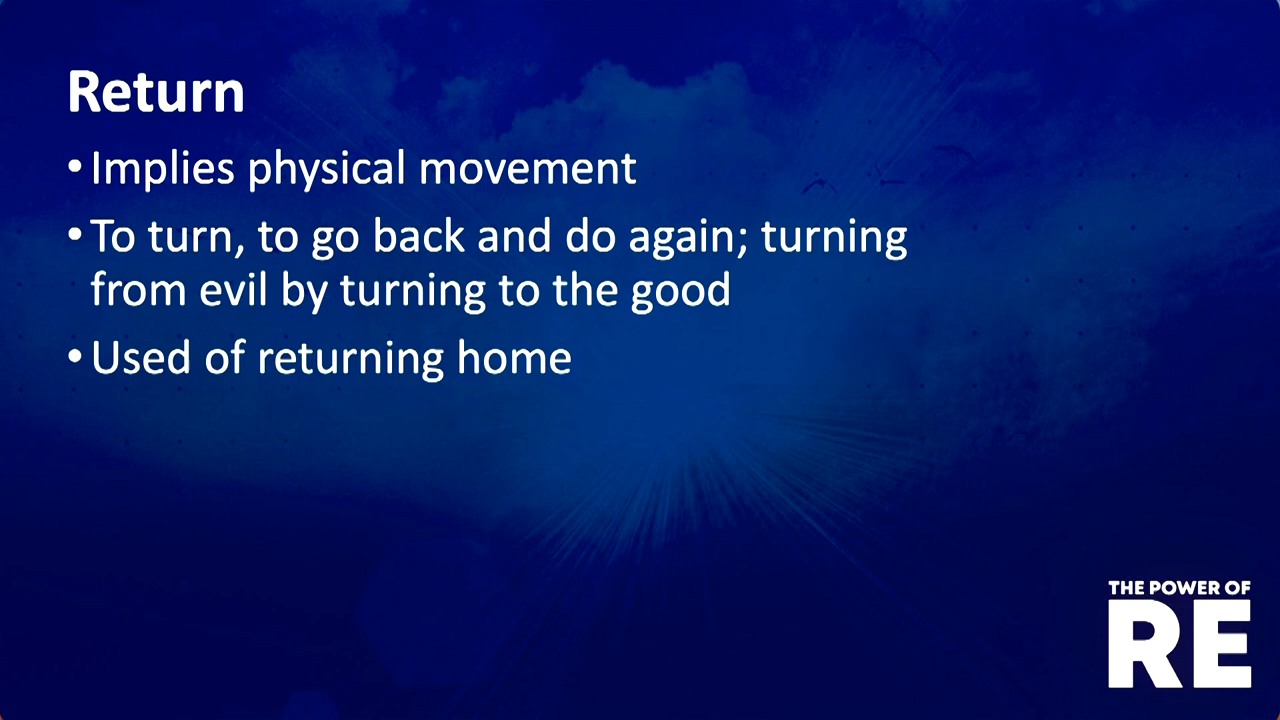 Return
• Implies physical movement
• To turn, to go back and do again; turning
from evil by turning to the good
• Used of returning home
THE POWER OF
RE